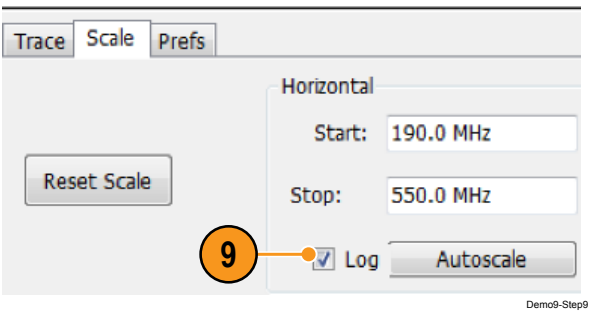 Trace Scale Prefs
Horizontal
Start: 190.0 MHz
Reset Scale
Stop: 550.0 MHz
9 Log Autoscale
Demo9-Step9